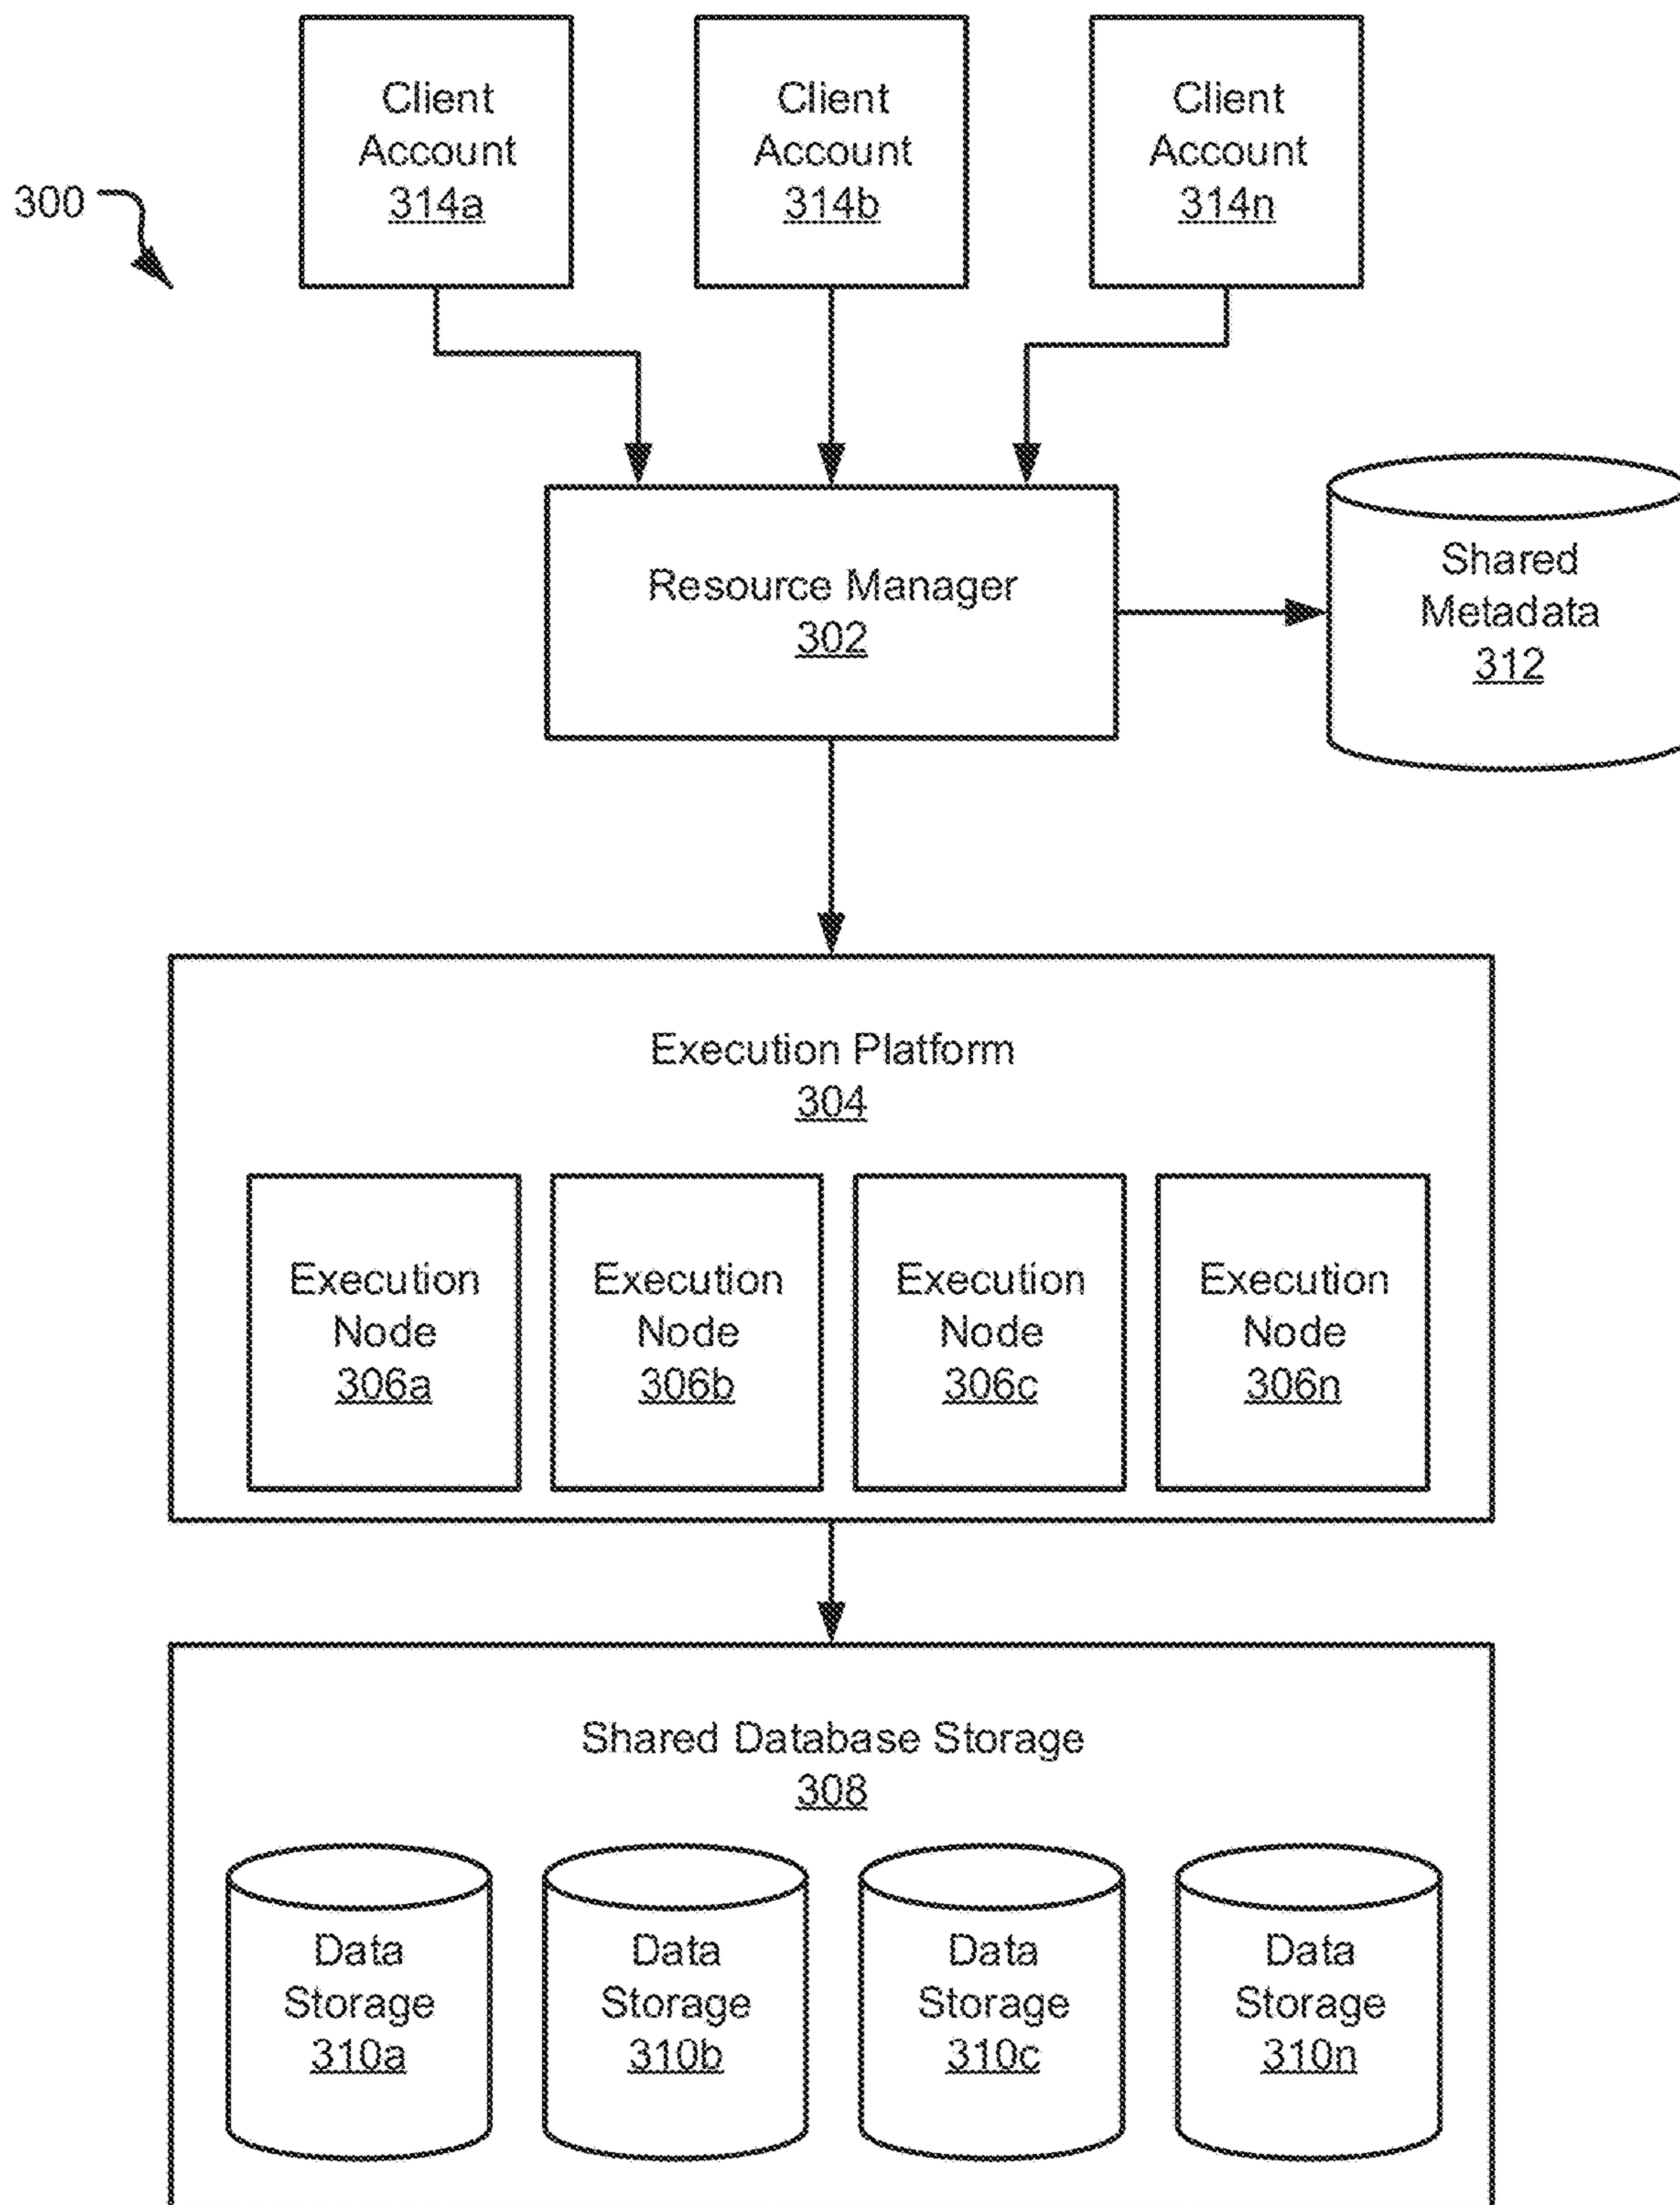 Client
Account
314a
Client
Account
314b
Client
Account
314n
300
Resource Manager
302
Shared
Metadata
312
Execution Platform
304
Execution
Node
306a
Execution
Node
306b
Execution
Node
306c
Execution
Node
306n
Shared Database Storage
308
Data
Storage
310a
Data
Storage
310b
Data
Storage
310c
Data
Storage
310n